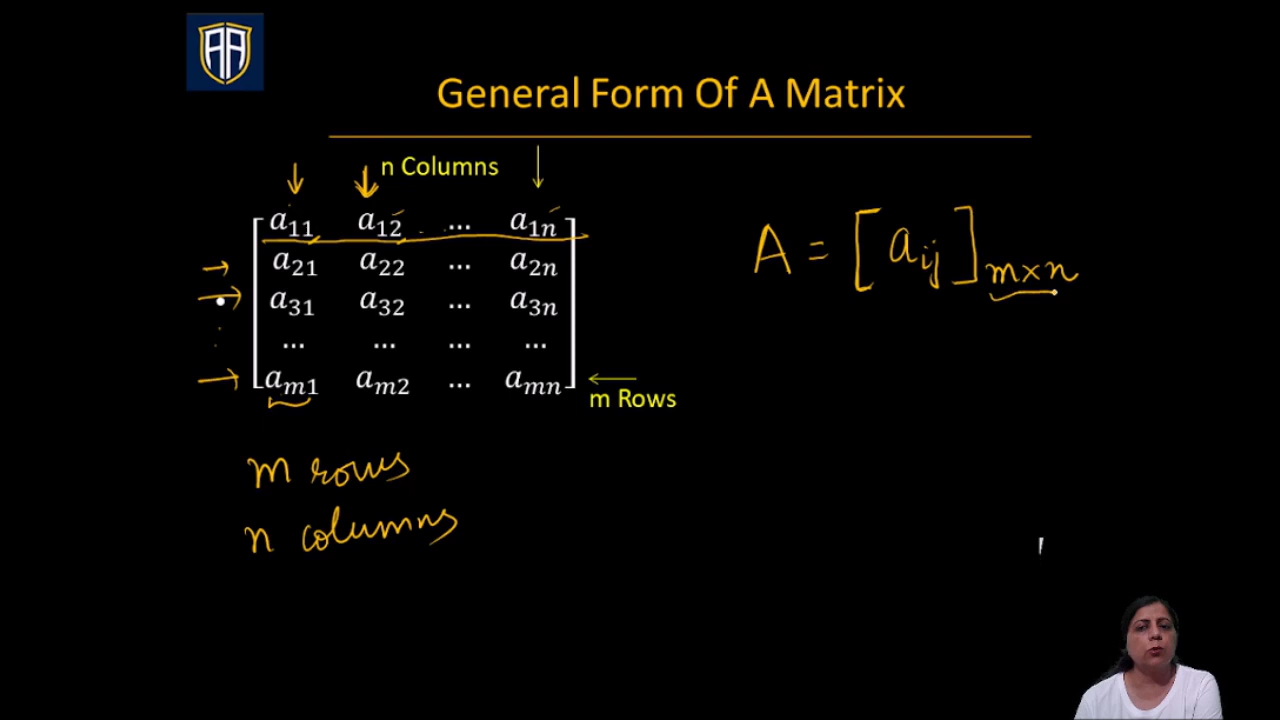 AA
General Form Of A Matrix
n Columns
a₁₁ a₁₂ ... a₁ₙ
a₂₁ a₂₂ ... a₂ₙ
a₃₁ a₃₂ ... a₃ₙ
... ... ... ...
aₘ₁ aₘ₂ ... aₘₙ
m Rows
A = [aᵢⱼ]ₘ×ₙ
m rows
n columns